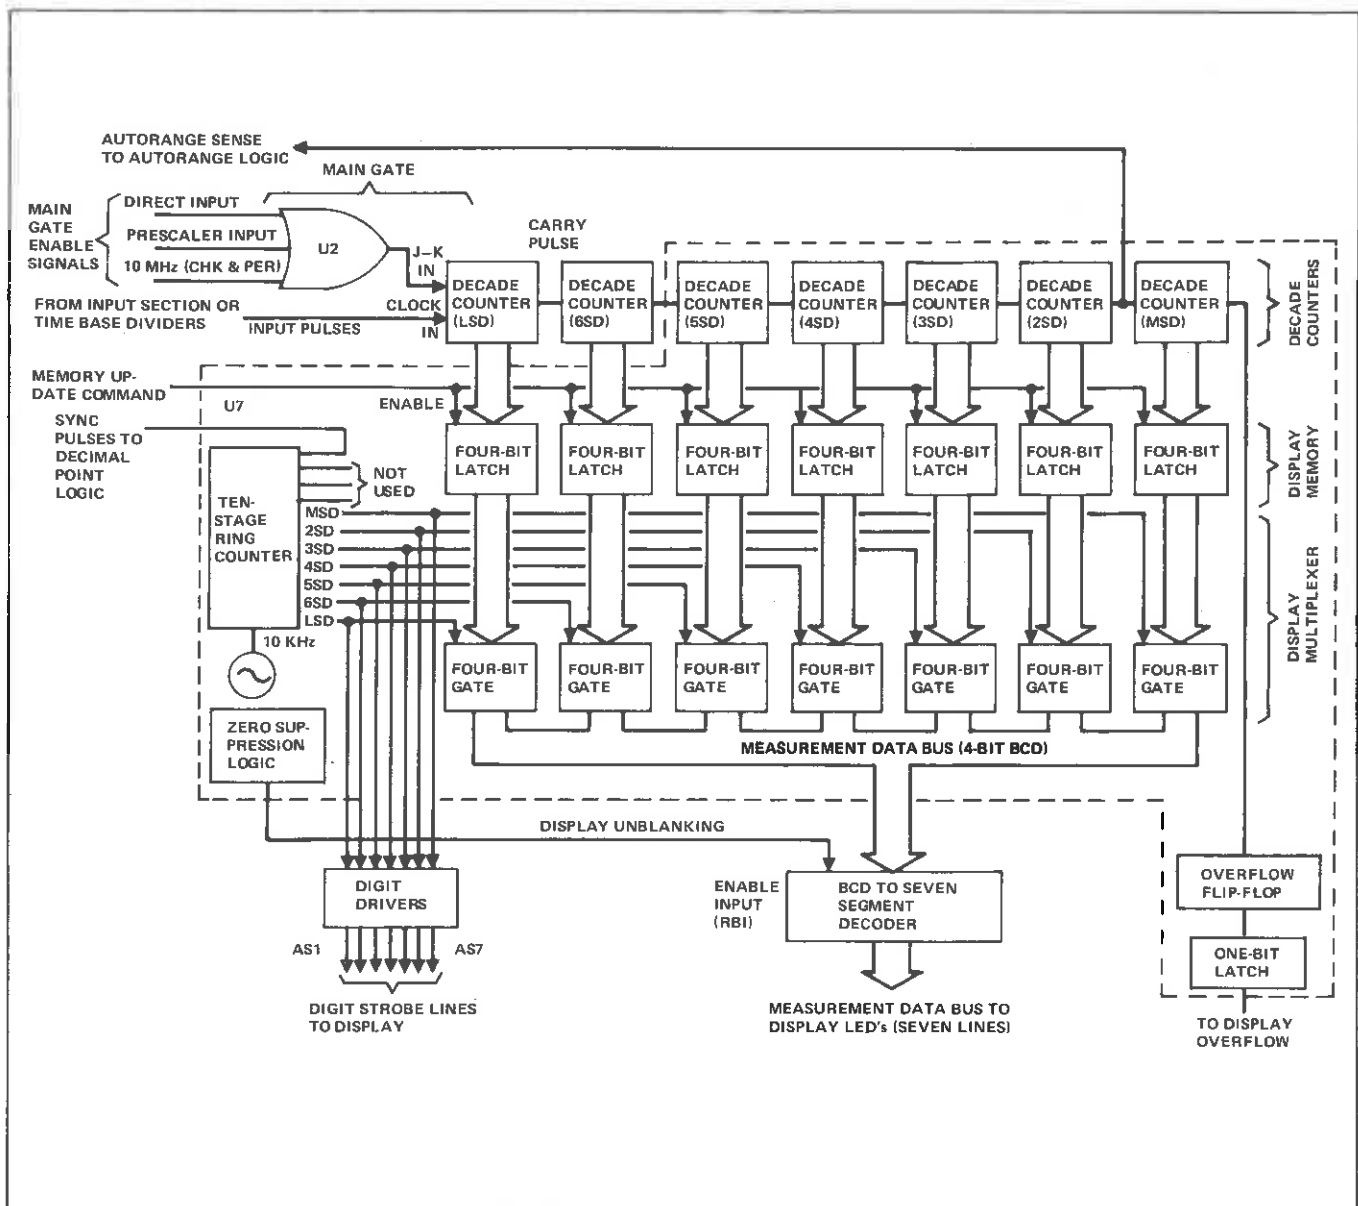 AUTORANGE SENSE
TO AUTORANGE LOGIC
MAIN GATE
MAIN
GATE
ENABLE
SIGNALS
DIRECT INPUT
PRESCALER INPUT
10 MHz (CHK & PER)
U2
J–K
IN
CARRY
PULSE
FROM INPUT SECTION OR
TIME BASE DIVIDERS
INPUT PULSES
CLOCK
IN
DECADE
COUNTER
(LSD)
DECADE
COUNTER
(6SD)
DECADE
COUNTER
(5SD)
DECADE
COUNTER
(4SD)
DECADE
COUNTER
(3SD)
DECADE
COUNTER
(2SD)
DECADE
COUNTER
(MSD)
DECADE
COUNTERS
MEMORY UP-
DATE COMMAND
U7
ENABLE
SYNC
PULSES TO
DECIMAL
POINT
LOGIC
NOT
USED
FOUR-BIT
LATCH
FOUR-BIT
LATCH
FOUR-BIT
LATCH
FOUR-BIT
LATCH
FOUR-BIT
LATCH
FOUR-BIT
LATCH
FOUR-BIT
LATCH
DISPLAY
MEMORY
TEN-
STAGE
RING
COUNTER
MSD
2SD
3SD
4SD
5SD
6SD
LSD
10 KHz
FOUR-BIT
GATE
FOUR-BIT
GATE
FOUR-BIT
GATE
FOUR-BIT
GATE
FOUR-BIT
GATE
FOUR-BIT
GATE
FOUR-BIT
GATE
DISPLAY
MULTIPLEXER
ZERO SUP-
PRESSION
LOGIC
MEASUREMENT DATA BUS (4-BIT BCD)
DISPLAY UNBLANKING
DIGIT
DRIVERS
ENABLE
INPUT
(RBI)
BCD TO SEVEN
SEGMENT
DECODER
OVERFLOW
FLIP-FLOP
AS1
AS7
ONE-BIT
LATCH
DIGIT STROBE LINES
TO DISPLAY
MEASUREMENT DATA BUS TO
DISPLAY LED's (SEVEN LINES)
TO DISPLAY
OVERFLOW